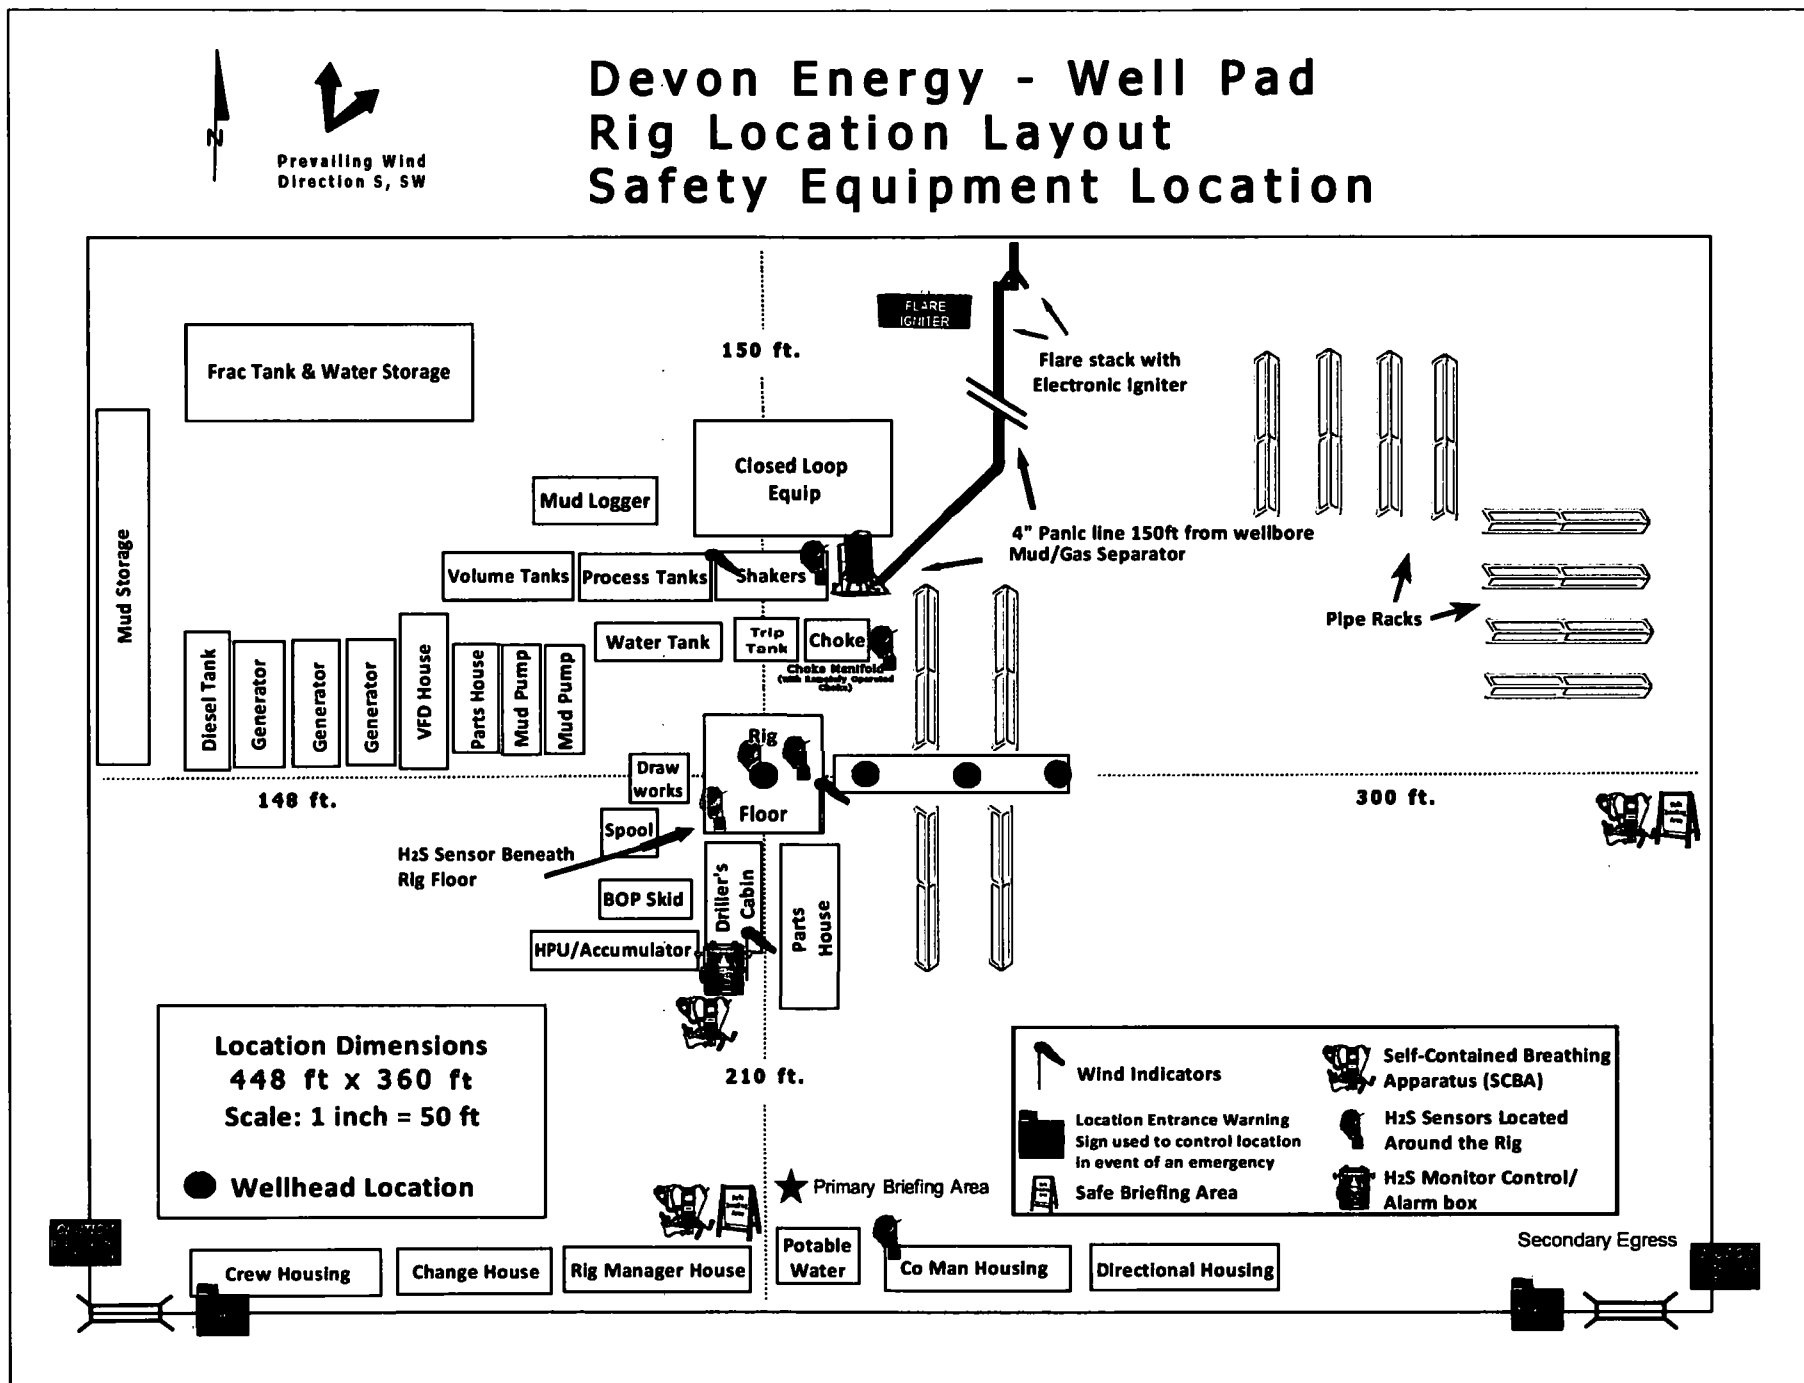 Devon Energy - Well Pad
Rig Location Layout
Safety Equipment Location
N
Prevailing Wind
Direction S, SW
150 ft.
FLARE
IGNITER
Flare stack with
Electronic Igniter
Frac Tank & Water Storage
Closed Loop
Equip
Mud Logger
4" Panic line 150ft from wellbore
Mud/Gas Separator
Mud Storage
Volume Tanks
Process Tanks
Shakers
Pipe Racks
Water Tank
Trip
Tank
Choke
Choke Manifold
(with Remotely Operated
Choke)
Diesel Tank
Generator
Generator
Generator
VFD House
Parts House
Mud Pump
Mud Pump
Rig
Floor
Draw
works
148 ft.
300 ft.
Spool
H2S Sensor Beneath
Rig Floor
Driller's
Cabin
Parts
House
BOP Skid
HPU/Accumulator
210 ft.
Location Dimensions
448 ft x 360 ft
Scale: 1 inch = 50 ft
Wellhead Location
Wind Indicators
Location Entrance Warning
Sign used to control location
in event of an emergency
Safe Briefing Area
Self-Contained Breathing
Apparatus (SCBA)
H2S Sensors Located
Around the Rig
H2S Monitor Control/
Alarm box
Primary Briefing Area
Secondary Egress
Crew Housing
Change House
Rig Manager House
Potable
Water
Co Man Housing
Directional Housing